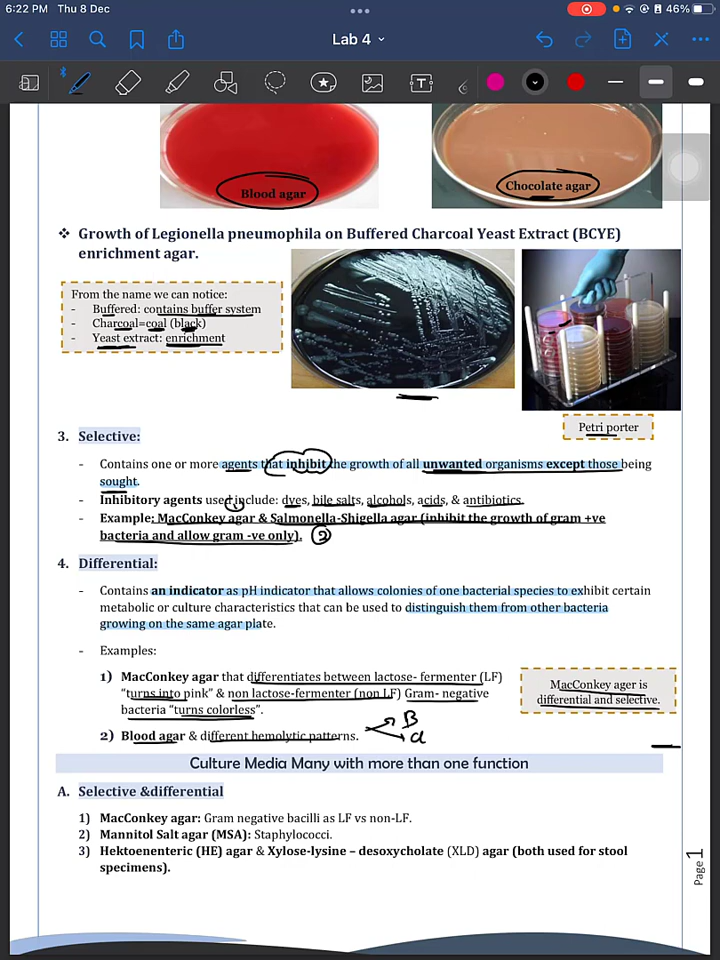 6:22 PM Thu 8 Dec
46%
Lab 4
Blood agar
Chocolate agar
❖ Growth of Legionella pneumophila on Buffered Charcoal Yeast Extract (BCYE)
enrichment agar.
From the name we can notice:
- Buffered: contains buffer system
- Charcoal=coal (black)
- Yeast extract: enrichment
Petri porter
3. Selective:
- Contains one or more agents that inhibit the growth of all unwanted organisms except those being
sought.
- Inhibitory agents used include: dyes, bile salts, alcohols, acids, & antibiotics.
- Example: MacConkey agar & Salmonella-Shigella agar (inhibit the growth of gram +ve
bacteria and allow gram -ve only).
1
2
4. Differential:
- Contains an indicator as pH indicator that allows colonies of one bacterial species to exhibit certain
metabolic or culture characteristics that can be used to distinguish them from other bacteria
growing on the same agar plate.
- Examples:
1) MacConkey agar that differentiates between lactose- fermenter (LF)
"turns into pink" & non lactose-fermenter (non LF) Gram- negative
bacteria "turns colorless".
MacConkey ager is
differential and selective.
2) Blood agar & different hemolytic patterns.
B
α
Culture Media Many with more than one function
A. Selective &differential
1) MacConkey agar: Gram negative bacilli as LF vs non-LF.
2) Mannitol Salt agar (MSA): Staphylococci.
3) Hektoenteric (HE) agar & Xylose-lysine – desoxycholate (XLD) agar (both used for stool
specimens).
Page 1